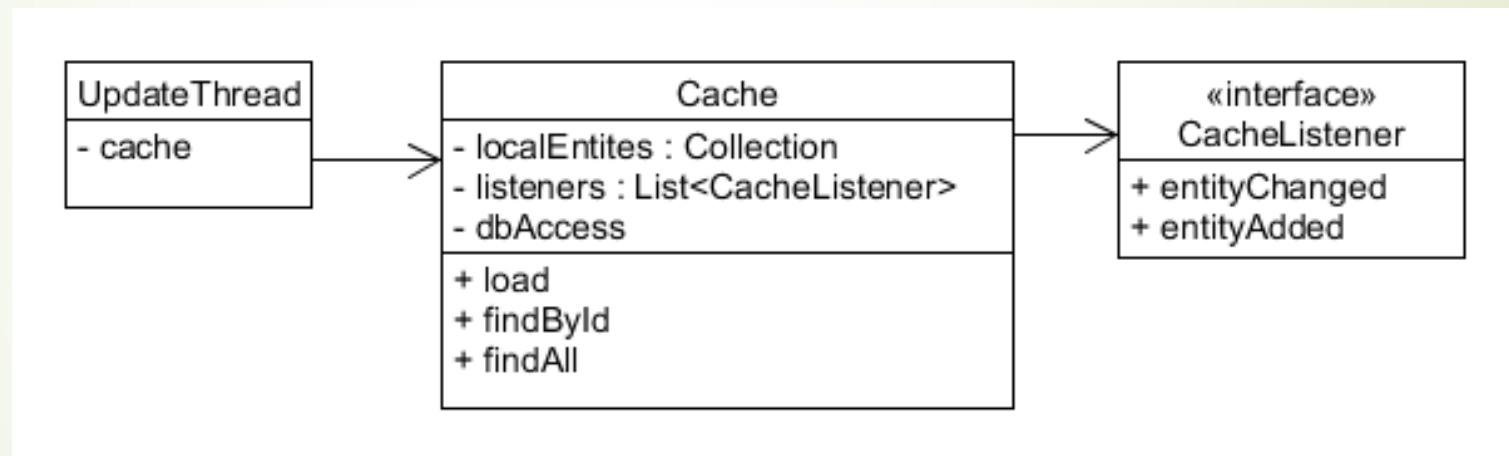 UpdateThread
- cache
Cache
- localEntites : Collection
- listeners : List<CacheListener>
- dbAccess
+ load
+ findById
+ findAll
«interface»
CacheListener
+ entityChanged
+ entityAdded